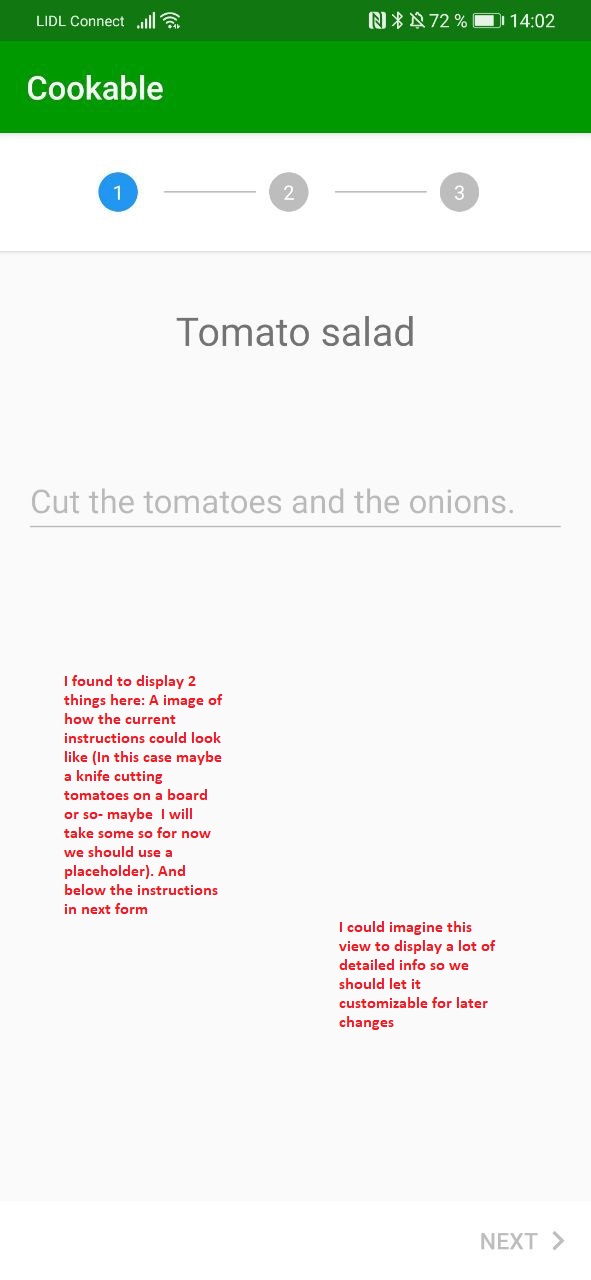 LIDL Connect 72 % 14:02
Cookable
1 2 3
Tomato salad
Cut the tomatoes and the onions.
I found to display 2
things here: A image of
how the current
instructions could look
like (In this case maybe
a knife cutting
tomatoes on a board
or so- maybe  I will
take some so for now
we should use a
placeholder). And
below the instructions
in next form
I could imagine this
view to display a lot of
detailed info so we
should let it
customizable for later
changes
NEXT